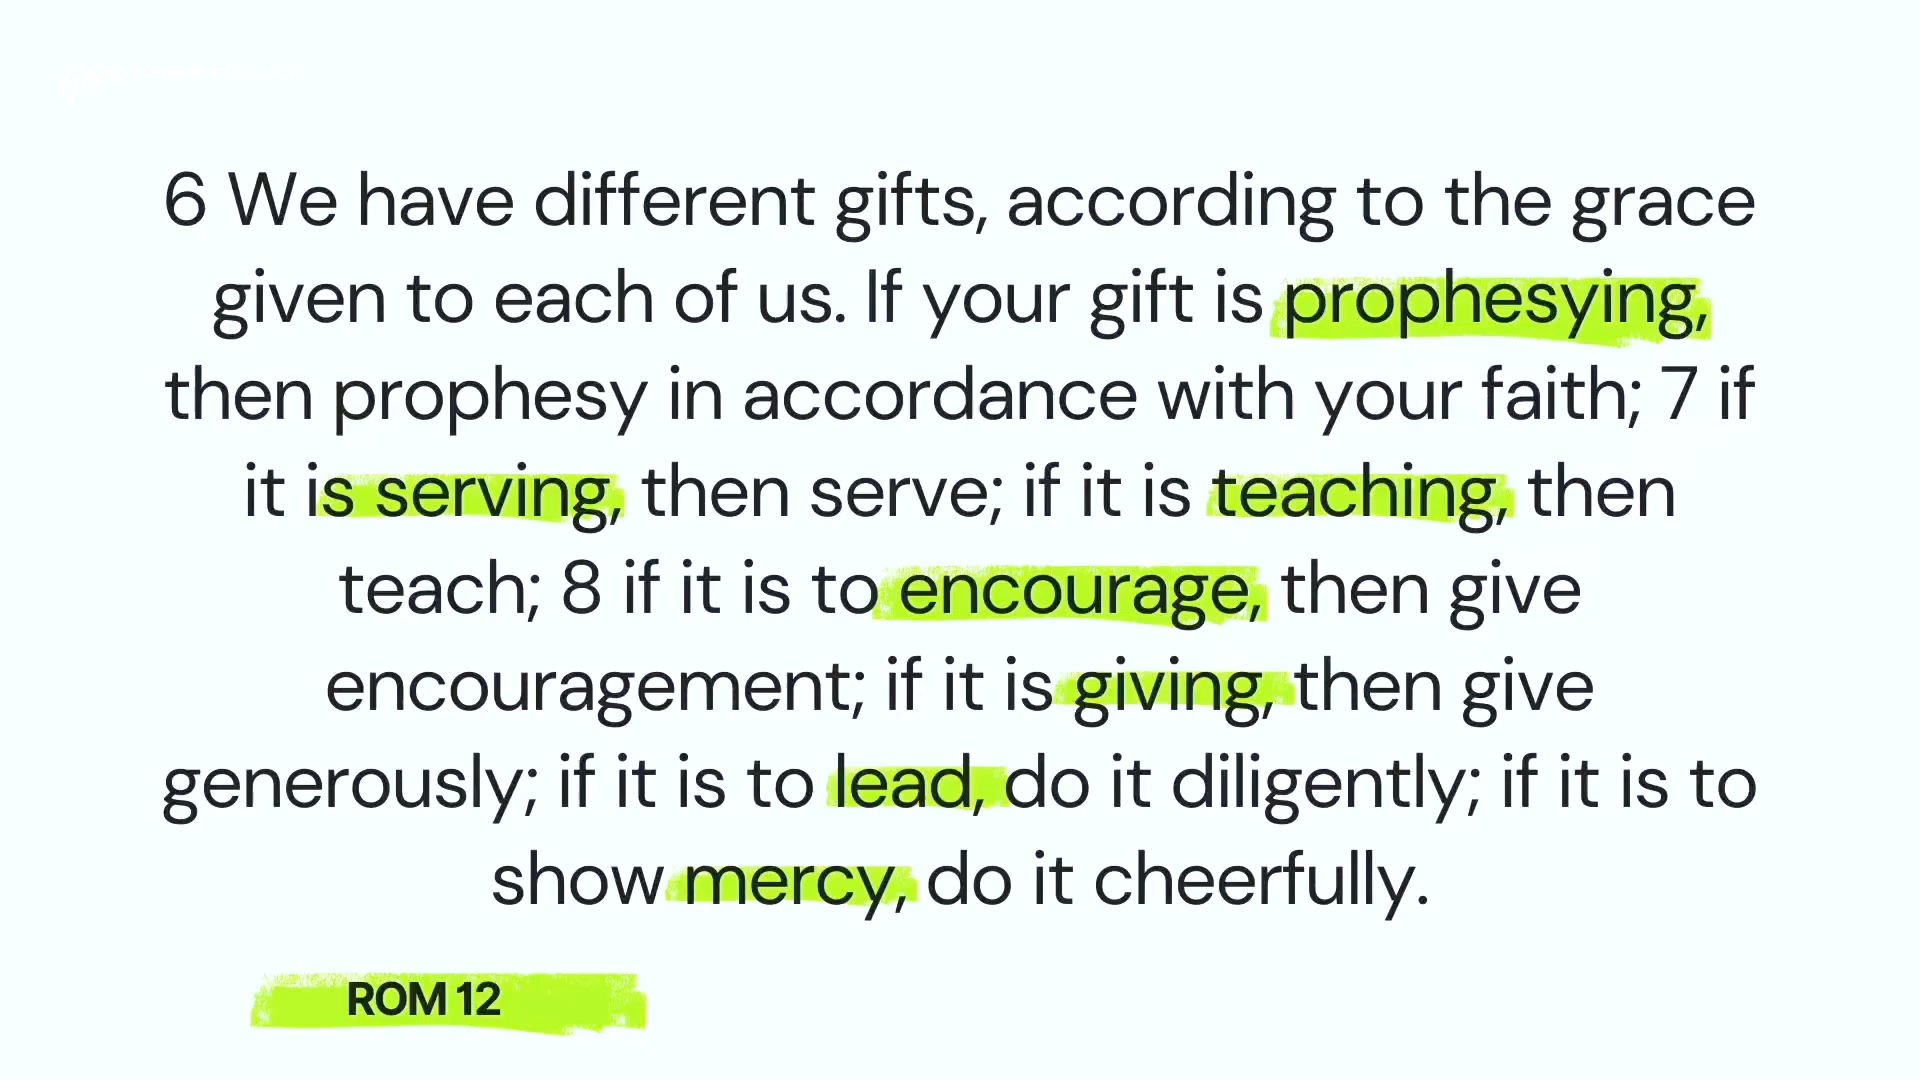 6 We have different gifts, according to the grace
given to each of us. If your gift is prophesying,
then prophesy in accordance with your faith; 7 if
it is serving, then serve; if it is teaching, then
teach; 8 if it is to encourage, then give
encouragement; if it is giving, then give
generously; if it is to lead, do it diligently; if it is to
show mercy, do it cheerfully.
ROM 12